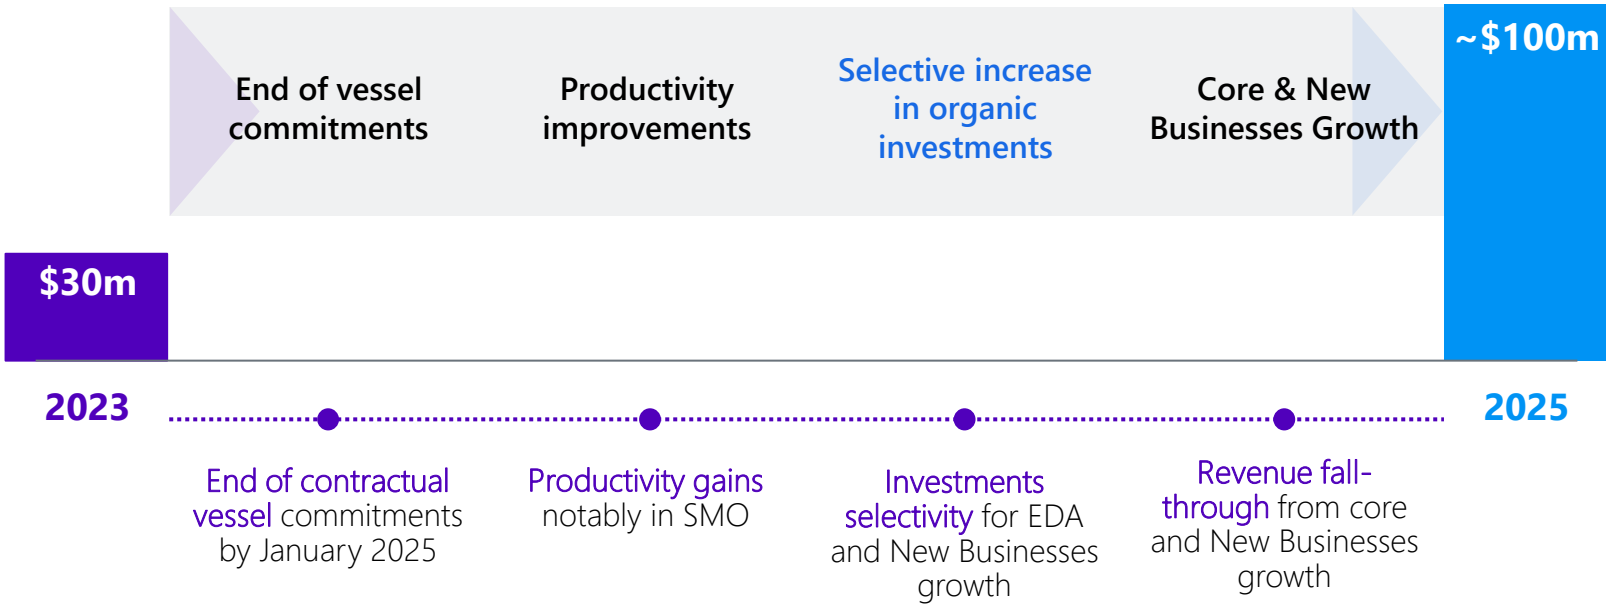 End of vessel
commitments
Productivity
improvements
Selective increase
in organic
investments
Core & New
Businesses Growth
~$100m
$30m
2023
2025
End of contractual
vessel commitments
by January 2025
Productivity gains
notably in SMO
Investments
selectivity for EDA
and New Businesses
growth
Revenue fall-
through from core
and New Businesses
growth